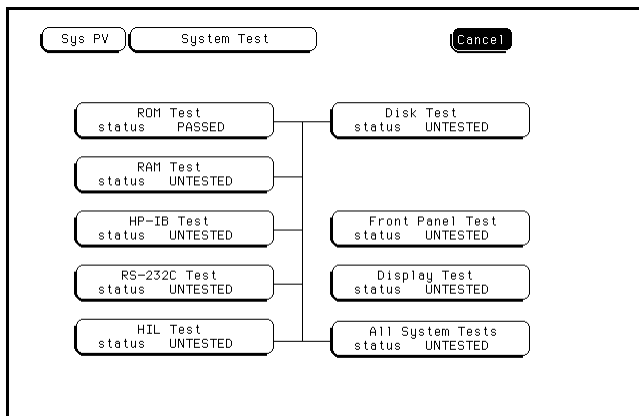 Sys PV System Test Cancel
ROM Test
status PASSED
Disk Test
status UNTESTED
RAM Test
status UNTESTED
HP-IB Test
status UNTESTED
Front Panel Test
status UNTESTED
RS-232C Test
status UNTESTED
Display Test
status UNTESTED
HIL Test
status UNTESTED
All System Tests
status UNTESTED